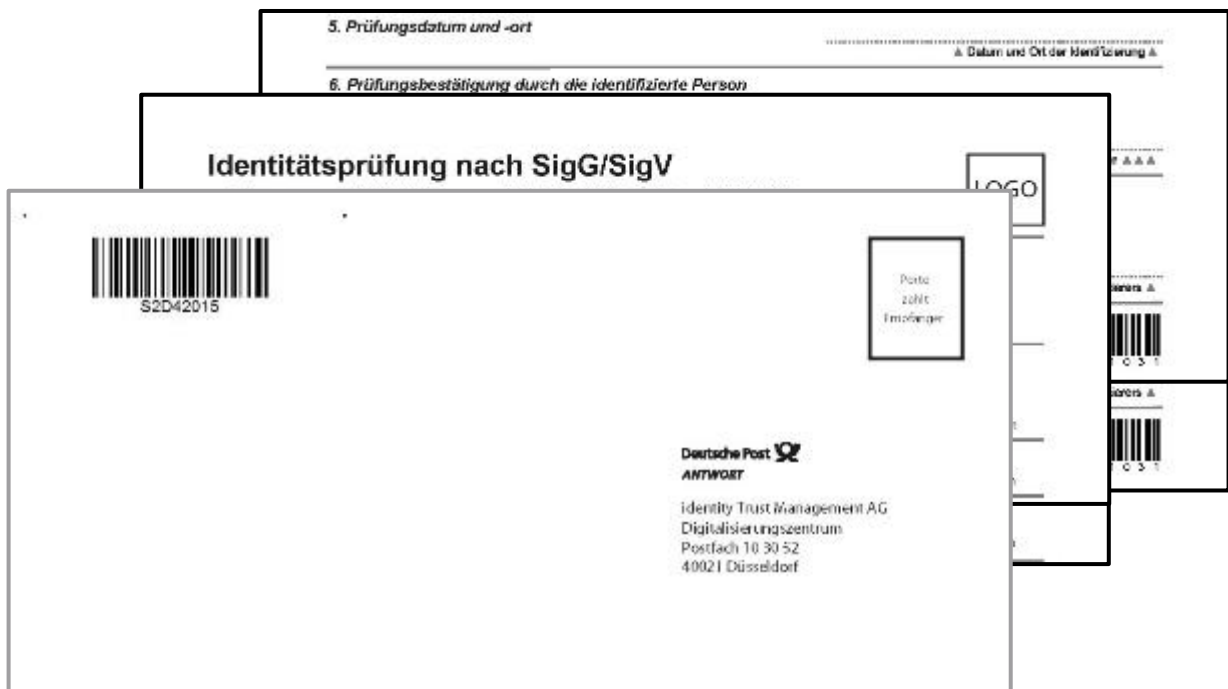 5. Prüfungsdatum und -ort
▲ Datum und Ort der Identifizierung ▲
6. Prüfungsbestätigung durch die identifizierte Person
▲▲▲
Identitätsprüfung nach SigG/SigV
LOGO
▲
1031
▲
1031
S2D42015
Porto
zahlt
Empfänger
Deutsche Post
ANTWORT
identity Trust Management AG
Digitalisierungszentrum
Postfach 10 30 52
40021 Düsseldorf